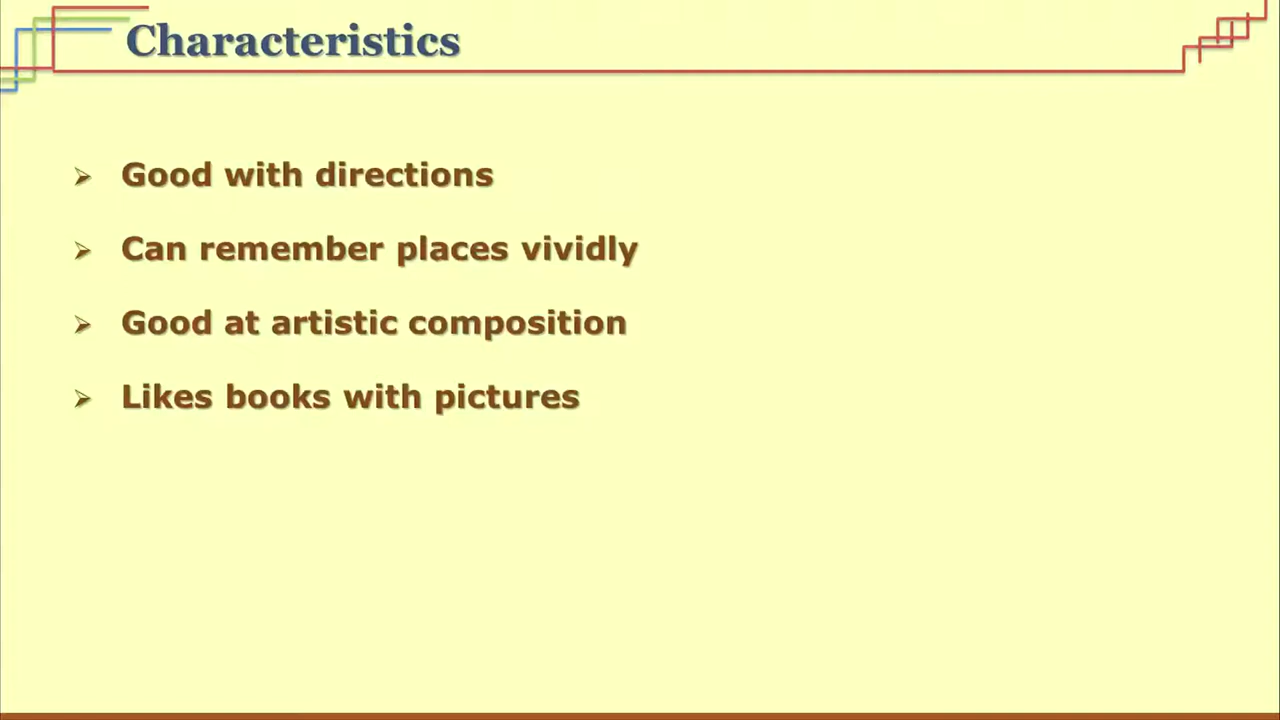 Characteristics
Good with directions
Can remember places vividly
Good at artistic composition
Likes books with pictures